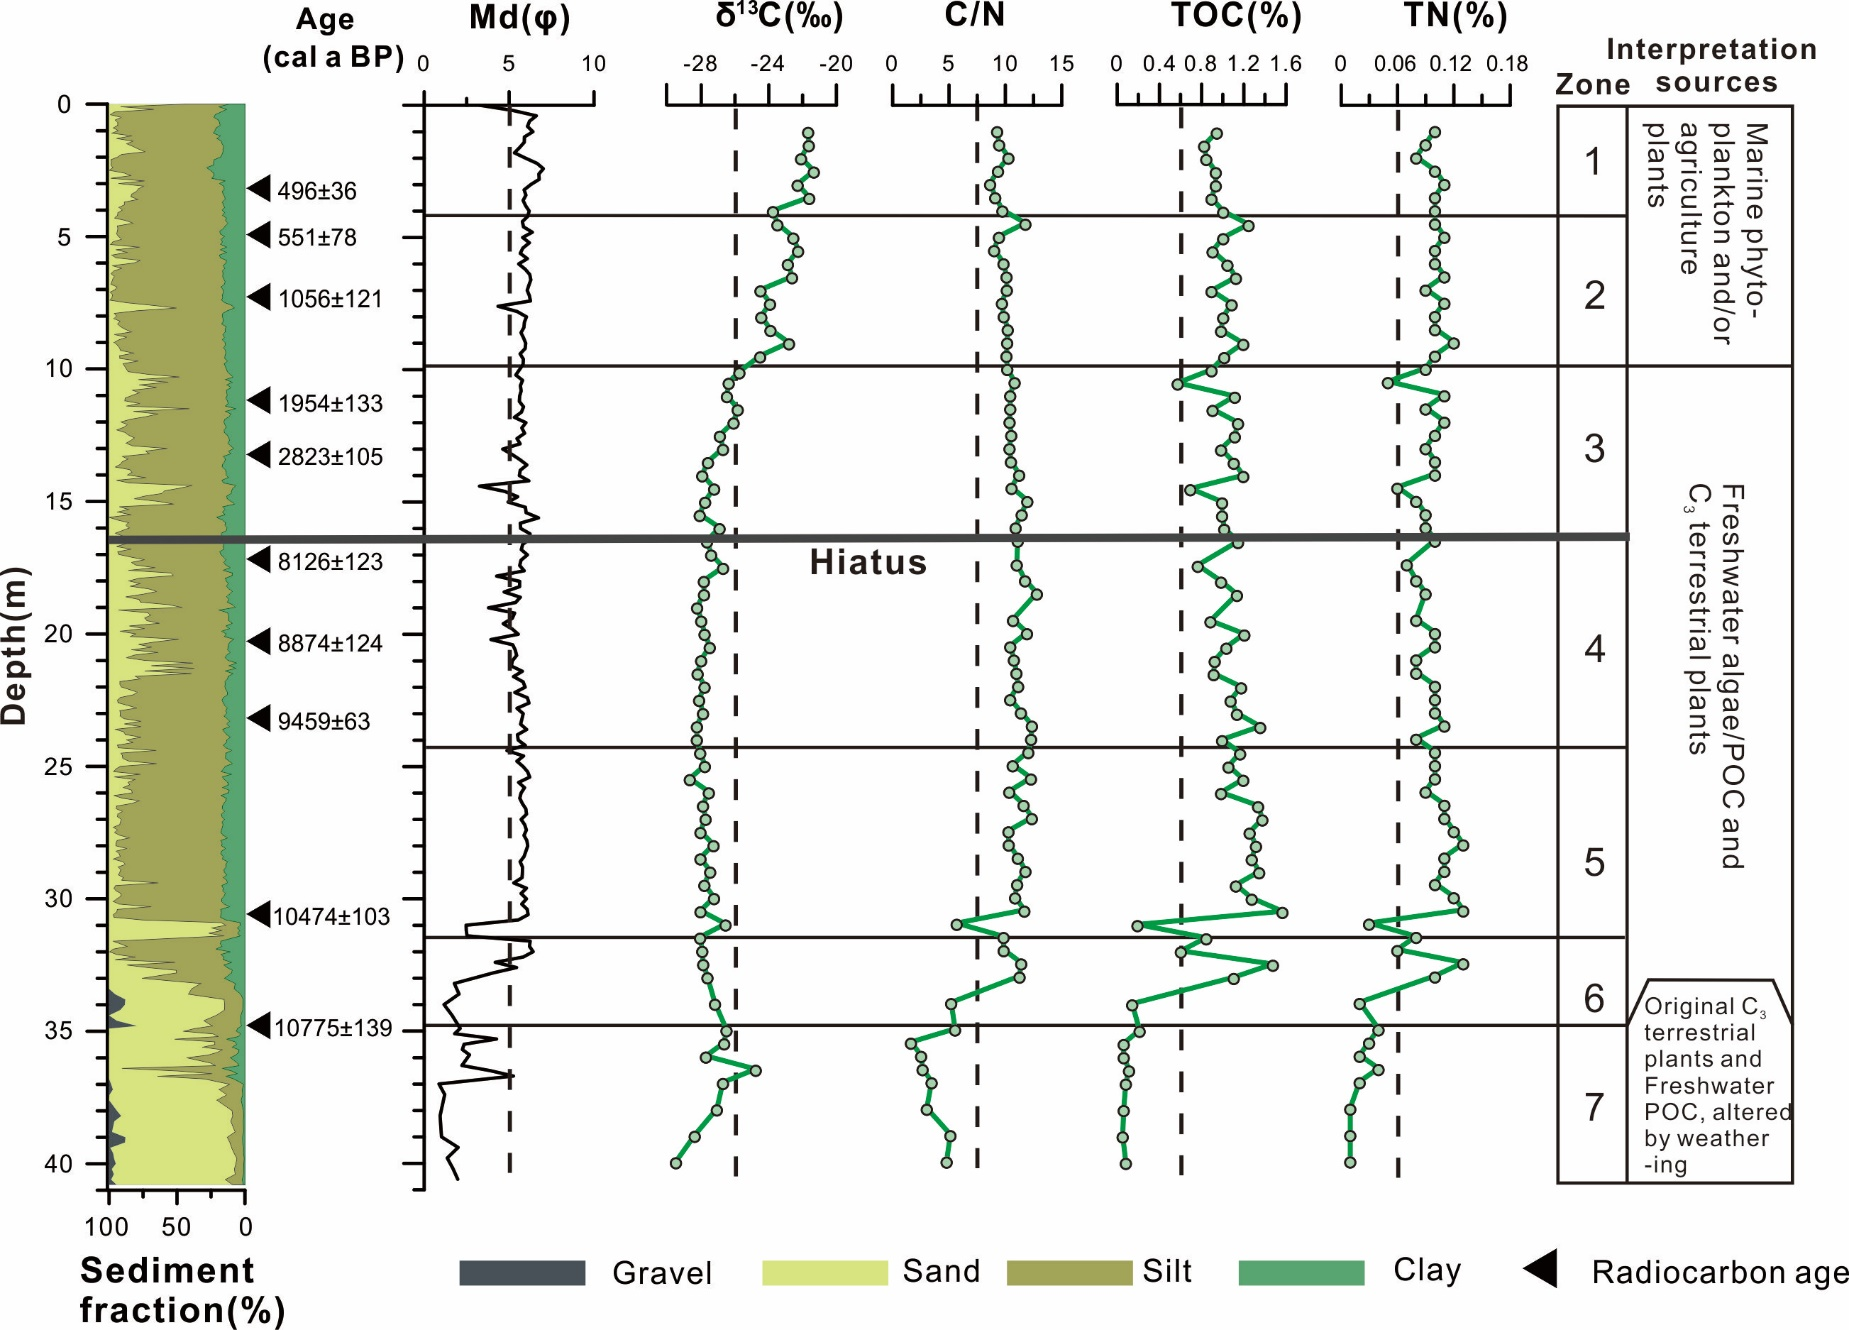 Age
(cal a BP)
Md(φ)
δ¹³C(‰)
C/N
TOC(%)
TN(%)
Zone
Interpretation
sources
0 5 10
-28 -24 -20
0 5 10 15
0 0.4 0.8 1.2 1.6
0 0.06 0.12 0.18
Depth(m)
0
5
10
15
20
25
30
35
40
496±36
551±78
1056±121
1954±133
2823±105
8126±123
8874±124
9459±63
10474±103
10775±139
Hiatus
1
2
3
4
5
6
7
Marine phyto-
plankton and/or
agriculture
plants
Freshwater algae/POC and
C₃ terrestrial plants
Original C₃
terrestrial
plants and
Freshwater
POC, altered
by weather
-ing
100 50 0
Sediment
fraction(%)
Gravel
Sand
Silt
Clay
Radiocarbon age